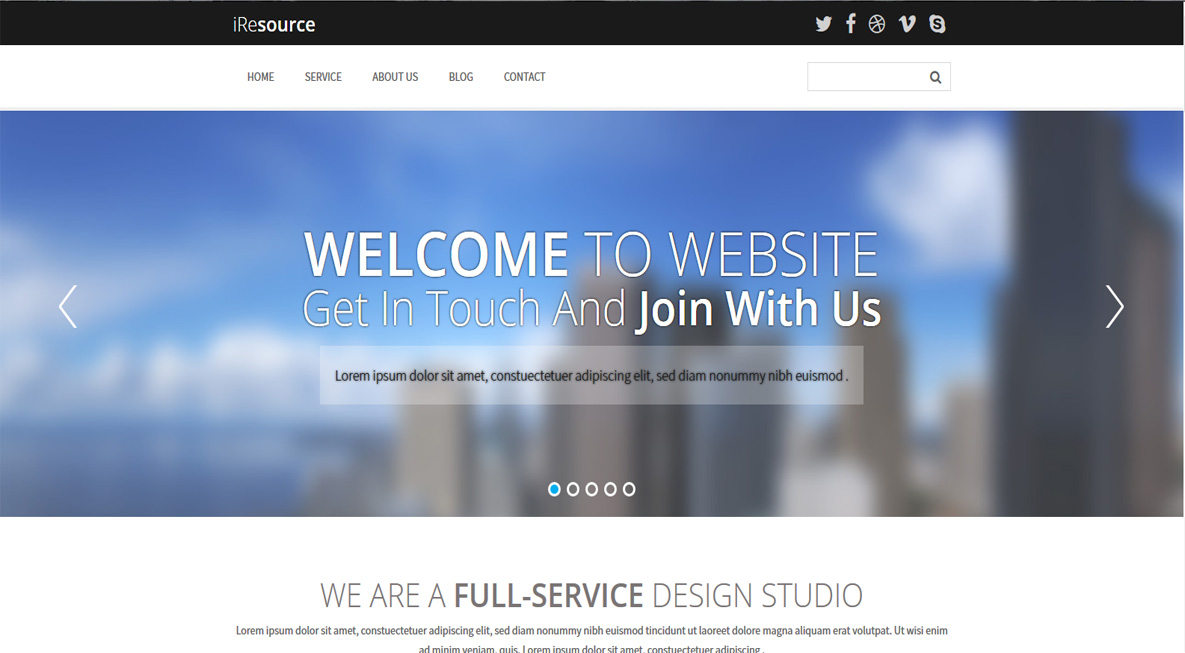 iResource
HOME SERVICE ABOUT US BLOG CONTACT
WELCOME TO WEBSITE
Get In Touch And Join With Us
Lorem ipsum dolor sit amet, constuectetuer adipiscing elit, sed diam nonummy nibh euismod .
WE ARE A FULL-SERVICE DESIGN STUDIO
Lorem ipsum dolor sit amet, constuectetuer adipiscing elit, sed diam nonummy nibh euismod tincidunt ut laoreet dolore magna aliquam erat volutpat. Ut wisi enim
ad minim veniam, quis. Lorem ipsum dolor sit amet, constuectetuer adipiscing .